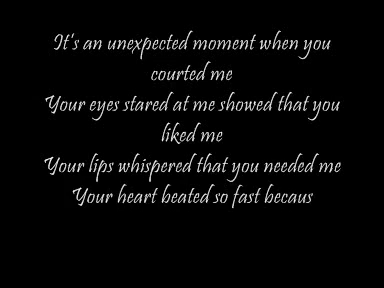 It's an unexpected moment when you
courted me
Your eyes stared at me showed that you
liked me
Your lips whispered that you needed me
Your heart beated so fast becaus